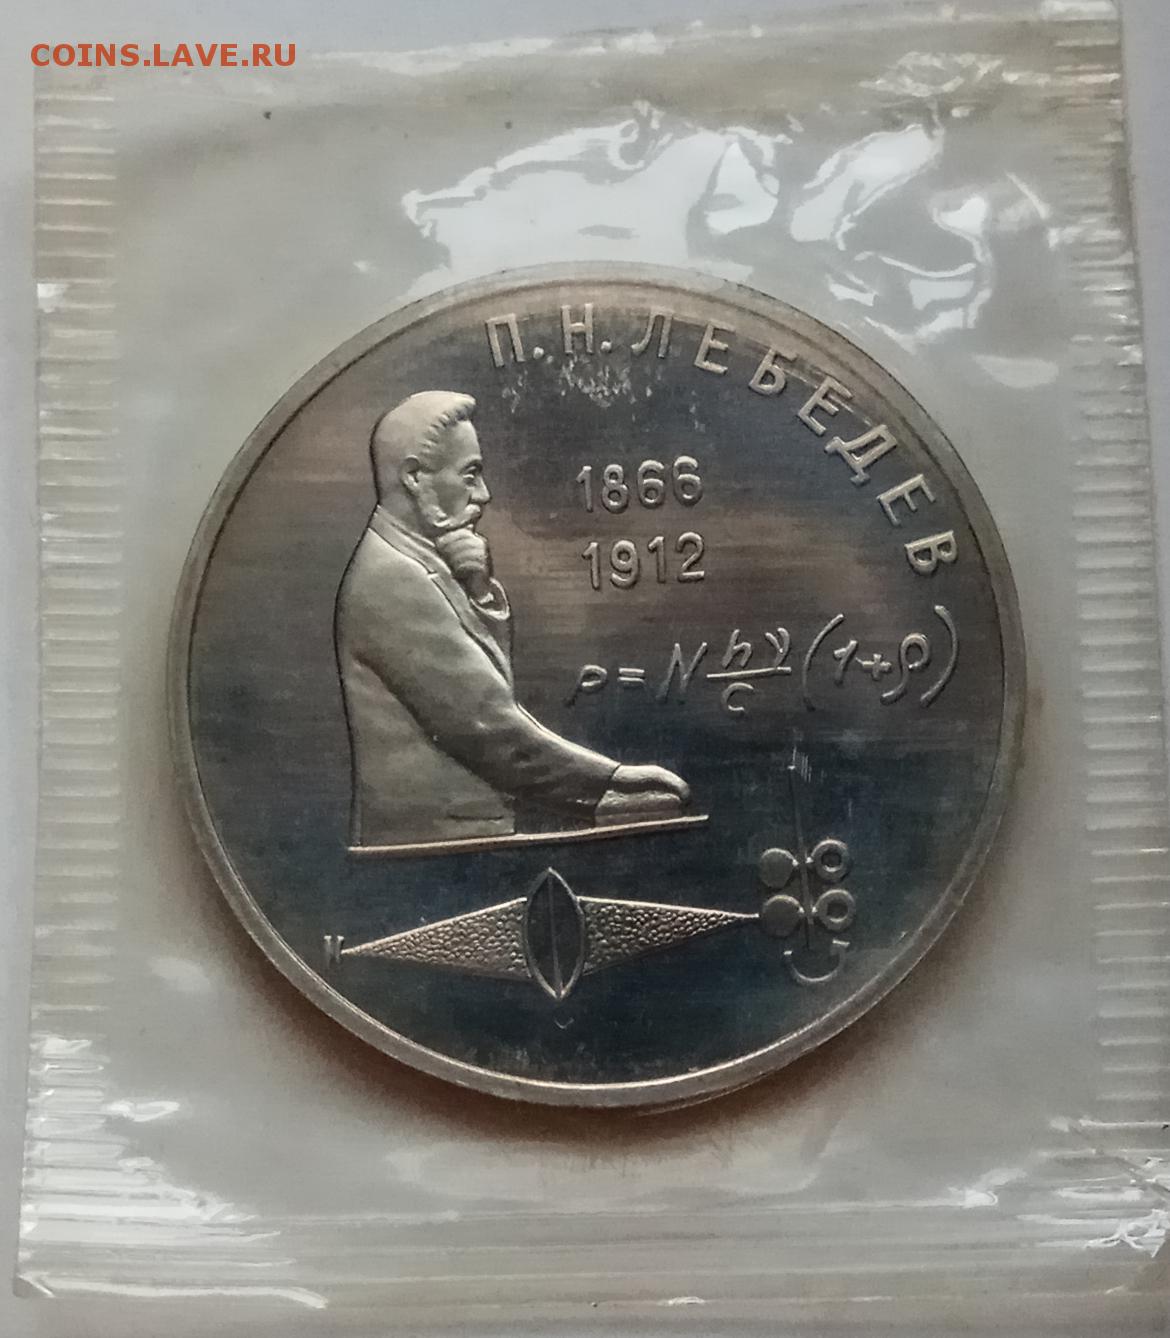 COINS.LAVE.RU
П.Н.ЛЕБЕДЕВ
1866
1912
p=N hν/c (1+ρ)
И